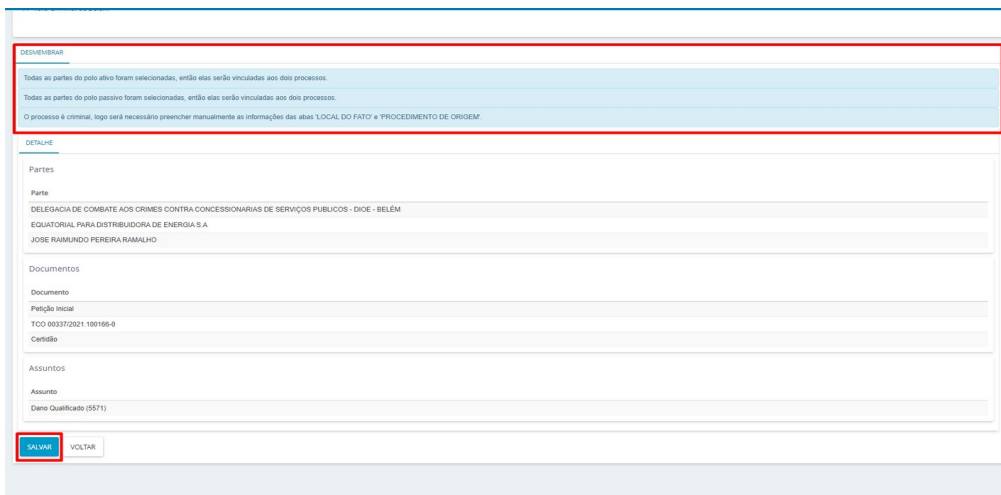 DESMEMBRAR
Todas as partes do polo ativo foram selecionadas, então elas serão vinculadas aos dois processos.
Todas as partes do polo passivo foram selecionadas, então elas serão vinculadas aos dois processos.
O processo é criminal, logo será necessário preencher manualmente as informações das abas 'LOCAL DO FATO' e 'PROCEDIMENTO DE ORIGEM'.
DETALHE
Partes
Parte
DELEGACIA DE COMBATE AOS CRIMES CONTRA CONCESSIONARIAS DE SERVIÇOS PUBLICOS - DIOE - BELÉM
EQUATORIAL PARA DISTRIBUIDORA DE ENERGIA S.A
JOSE RAIMUNDO PEREIRA RAMALHO
Documentos
Documento
Petição Inicial
TCO 00337/2021.100166-0
Certidão
Assuntos
Assunto
Dano Qualificado (5571)
SALVAR VOLTAR